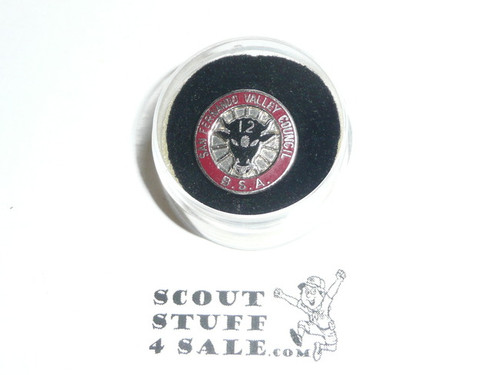 SAN FERNANDO VALLEY COUNCIL
12
B.S.A.
SCOUT
STUFF
4 SALE.COM